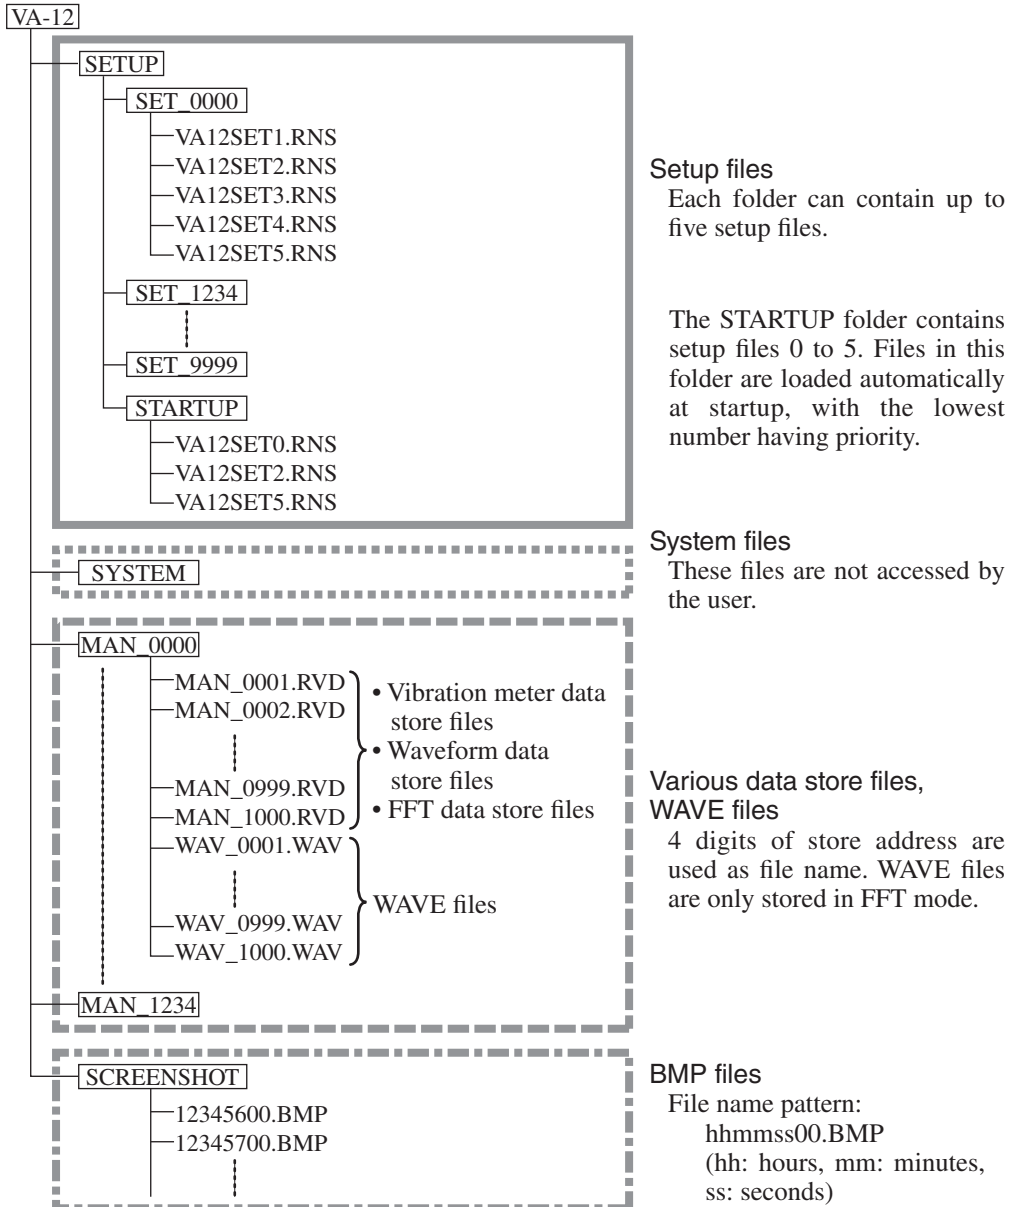 VA-12
SETUP
SET_0000
VA12SET1.RNS
VA12SET2.RNS
VA12SET3.RNS
VA12SET4.RNS
VA12SET5.RNS
SET_1234
SET_9999
STARTUP
VA12SET0.RNS
VA12SET2.RNS
VA12SET5.RNS
Setup files
Each folder can contain up to
five setup files.
The STARTUP folder contains
setup files 0 to 5. Files in this
folder are loaded automatically
at startup, with the lowest
number having priority.
SYSTEM
System files
These files are not accessed by
the user.
MAN_0000
MAN_0001.RVD
MAN_0002.RVD
MAN_0999.RVD
MAN_1000.RVD
• Vibration meter data
store files
• Waveform data
store files
• FFT data store files
WAV_0001.WAV
WAV_0999.WAV
WAV_1000.WAV
WAVE files
MAN_1234
Various data store files,
WAVE files
4 digits of store address are
used as file name. WAVE files
are only stored in FFT mode.
SCREENSHOT
12345600.BMP
12345700.BMP
BMP files
File name pattern:
hhmmss00.BMP
(hh: hours, mm: minutes,
ss: seconds)